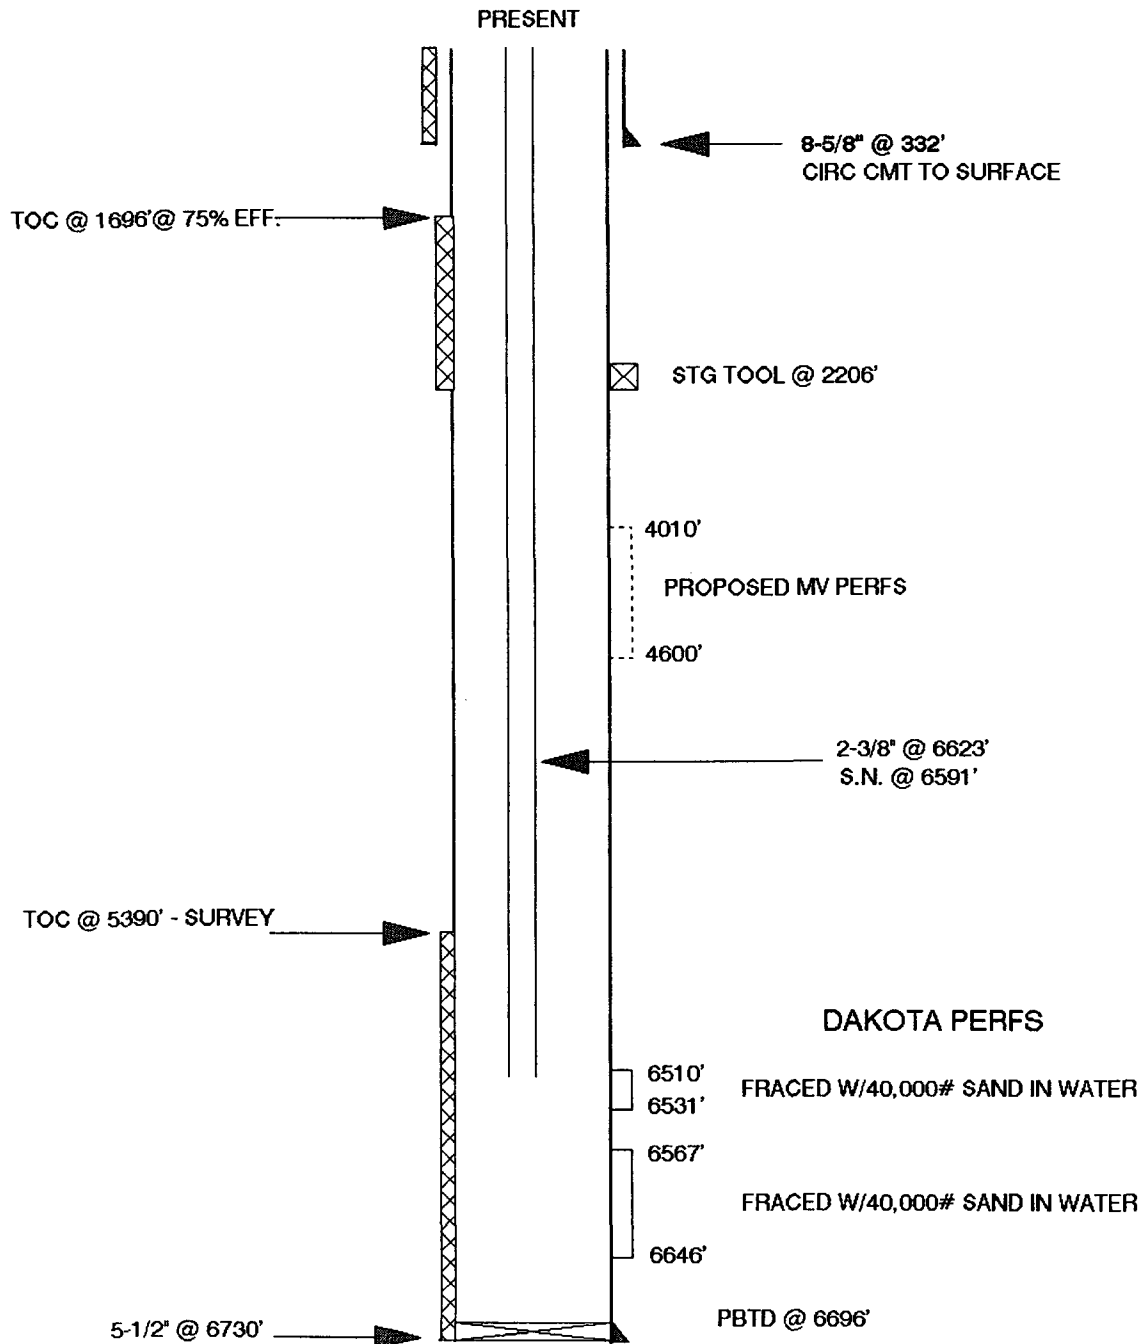 PRESENT
8-5/8" @ 332'
CIRC CMT TO SURFACE
TOC @ 1696'@ 75% EFF.
STG TOOL @ 2206'
4010'
PROPOSED MV PERFS
4600'
2-3/8" @ 6623'
S.N. @ 6591'
TOC @ 5390' - SURVEY
DAKOTA PERFS
6510'
FRACED W/40,000# SAND IN WATER
6531'
6567'
FRACED W/40,000# SAND IN WATER
6646'
PBTD @ 6696'
5-1/2" @ 6730'